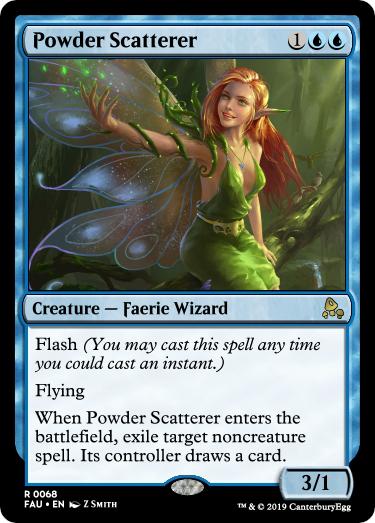 Powder Scatterer 1
Creature — Faerie Wizard
Flash (You may cast this spell any time
you could cast an instant.)
Flying
When Powder Scatterer enters the
battlefield, exile target noncreature
spell. Its controller draws a card.
3/1
R 0068
FAU • EN Z Smith
™ & © 2019 CanterburyEgg